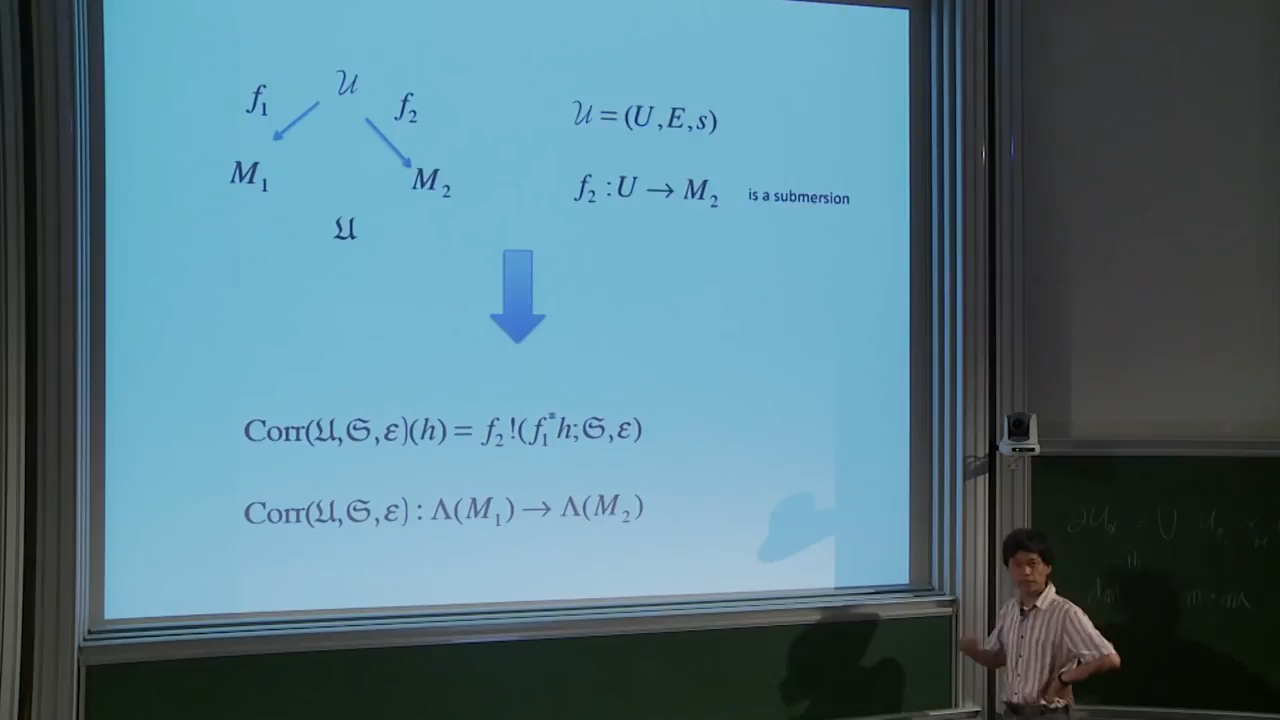 f₁ 𝒰 f₂
M₁ M₂
𝔘
𝒰 = (U, E, s)
f₂ : U → M₂ is a submersion
Corr(𝔘, 𝔖, ε)(h) = f₂!(f₁*h; 𝔖, ε)
Corr(𝔘, 𝔖, ε) : Λ(M₁) → Λ(M₂)